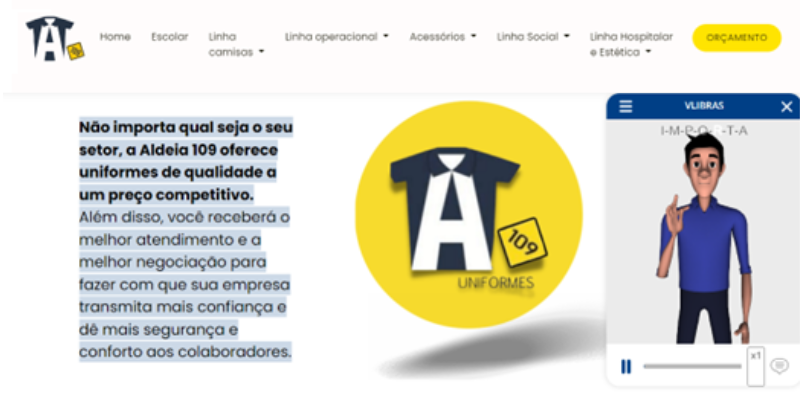 Home
Escolar
Linha
camisas
Linha operacional
Acessórios
Linha Social
Linha Hospitalar
e Estética
ORÇAMENTO
Não importa qual seja o seu
setor, a Aldeia 109 oferece
uniformes de qualidade a
um preço competitivo.
Além disso, você receberá o
melhor atendimento e a
melhor negociação para
fazer com que sua empresa
transmita mais confiança e
dê mais segurança e
conforto aos colaboradores.
A
109
UNIFORMES
VLIBRAS
x1